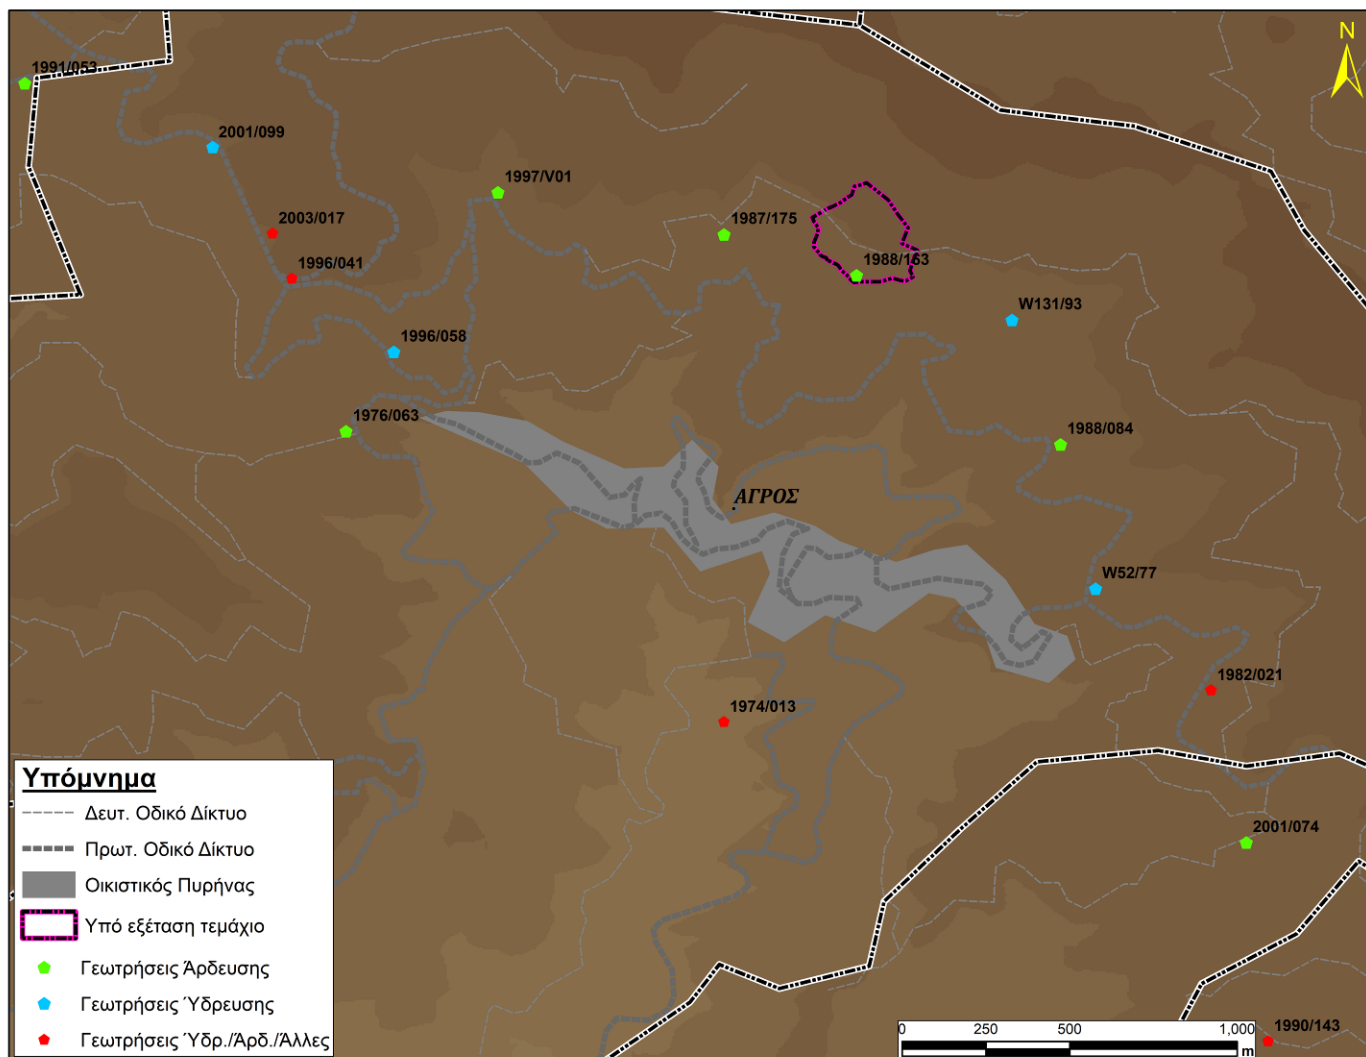 N
1991/053
2001/099
1997/V01
2003/017
1987/175
1996/041
1988/163
W131/93
1996/058
1976/063
1988/084
ΑΓΡΟΣ
W52/77
1982/021
1974/013
2001/074
1990/143
Υπόμνημα
Δευτ. Οδικό Δίκτυο
Πρωτ. Οδικό Δίκτυο
Οικιστικός Πυρήνας
Υπό εξέταση τεμάχιο
Γεωτρήσεις Άρδευσης
Γεωτρήσεις Ύδρευσης
Γεωτρήσεις Ύδρ./Άρδ./Άλλες
0 250 500 1,000
m